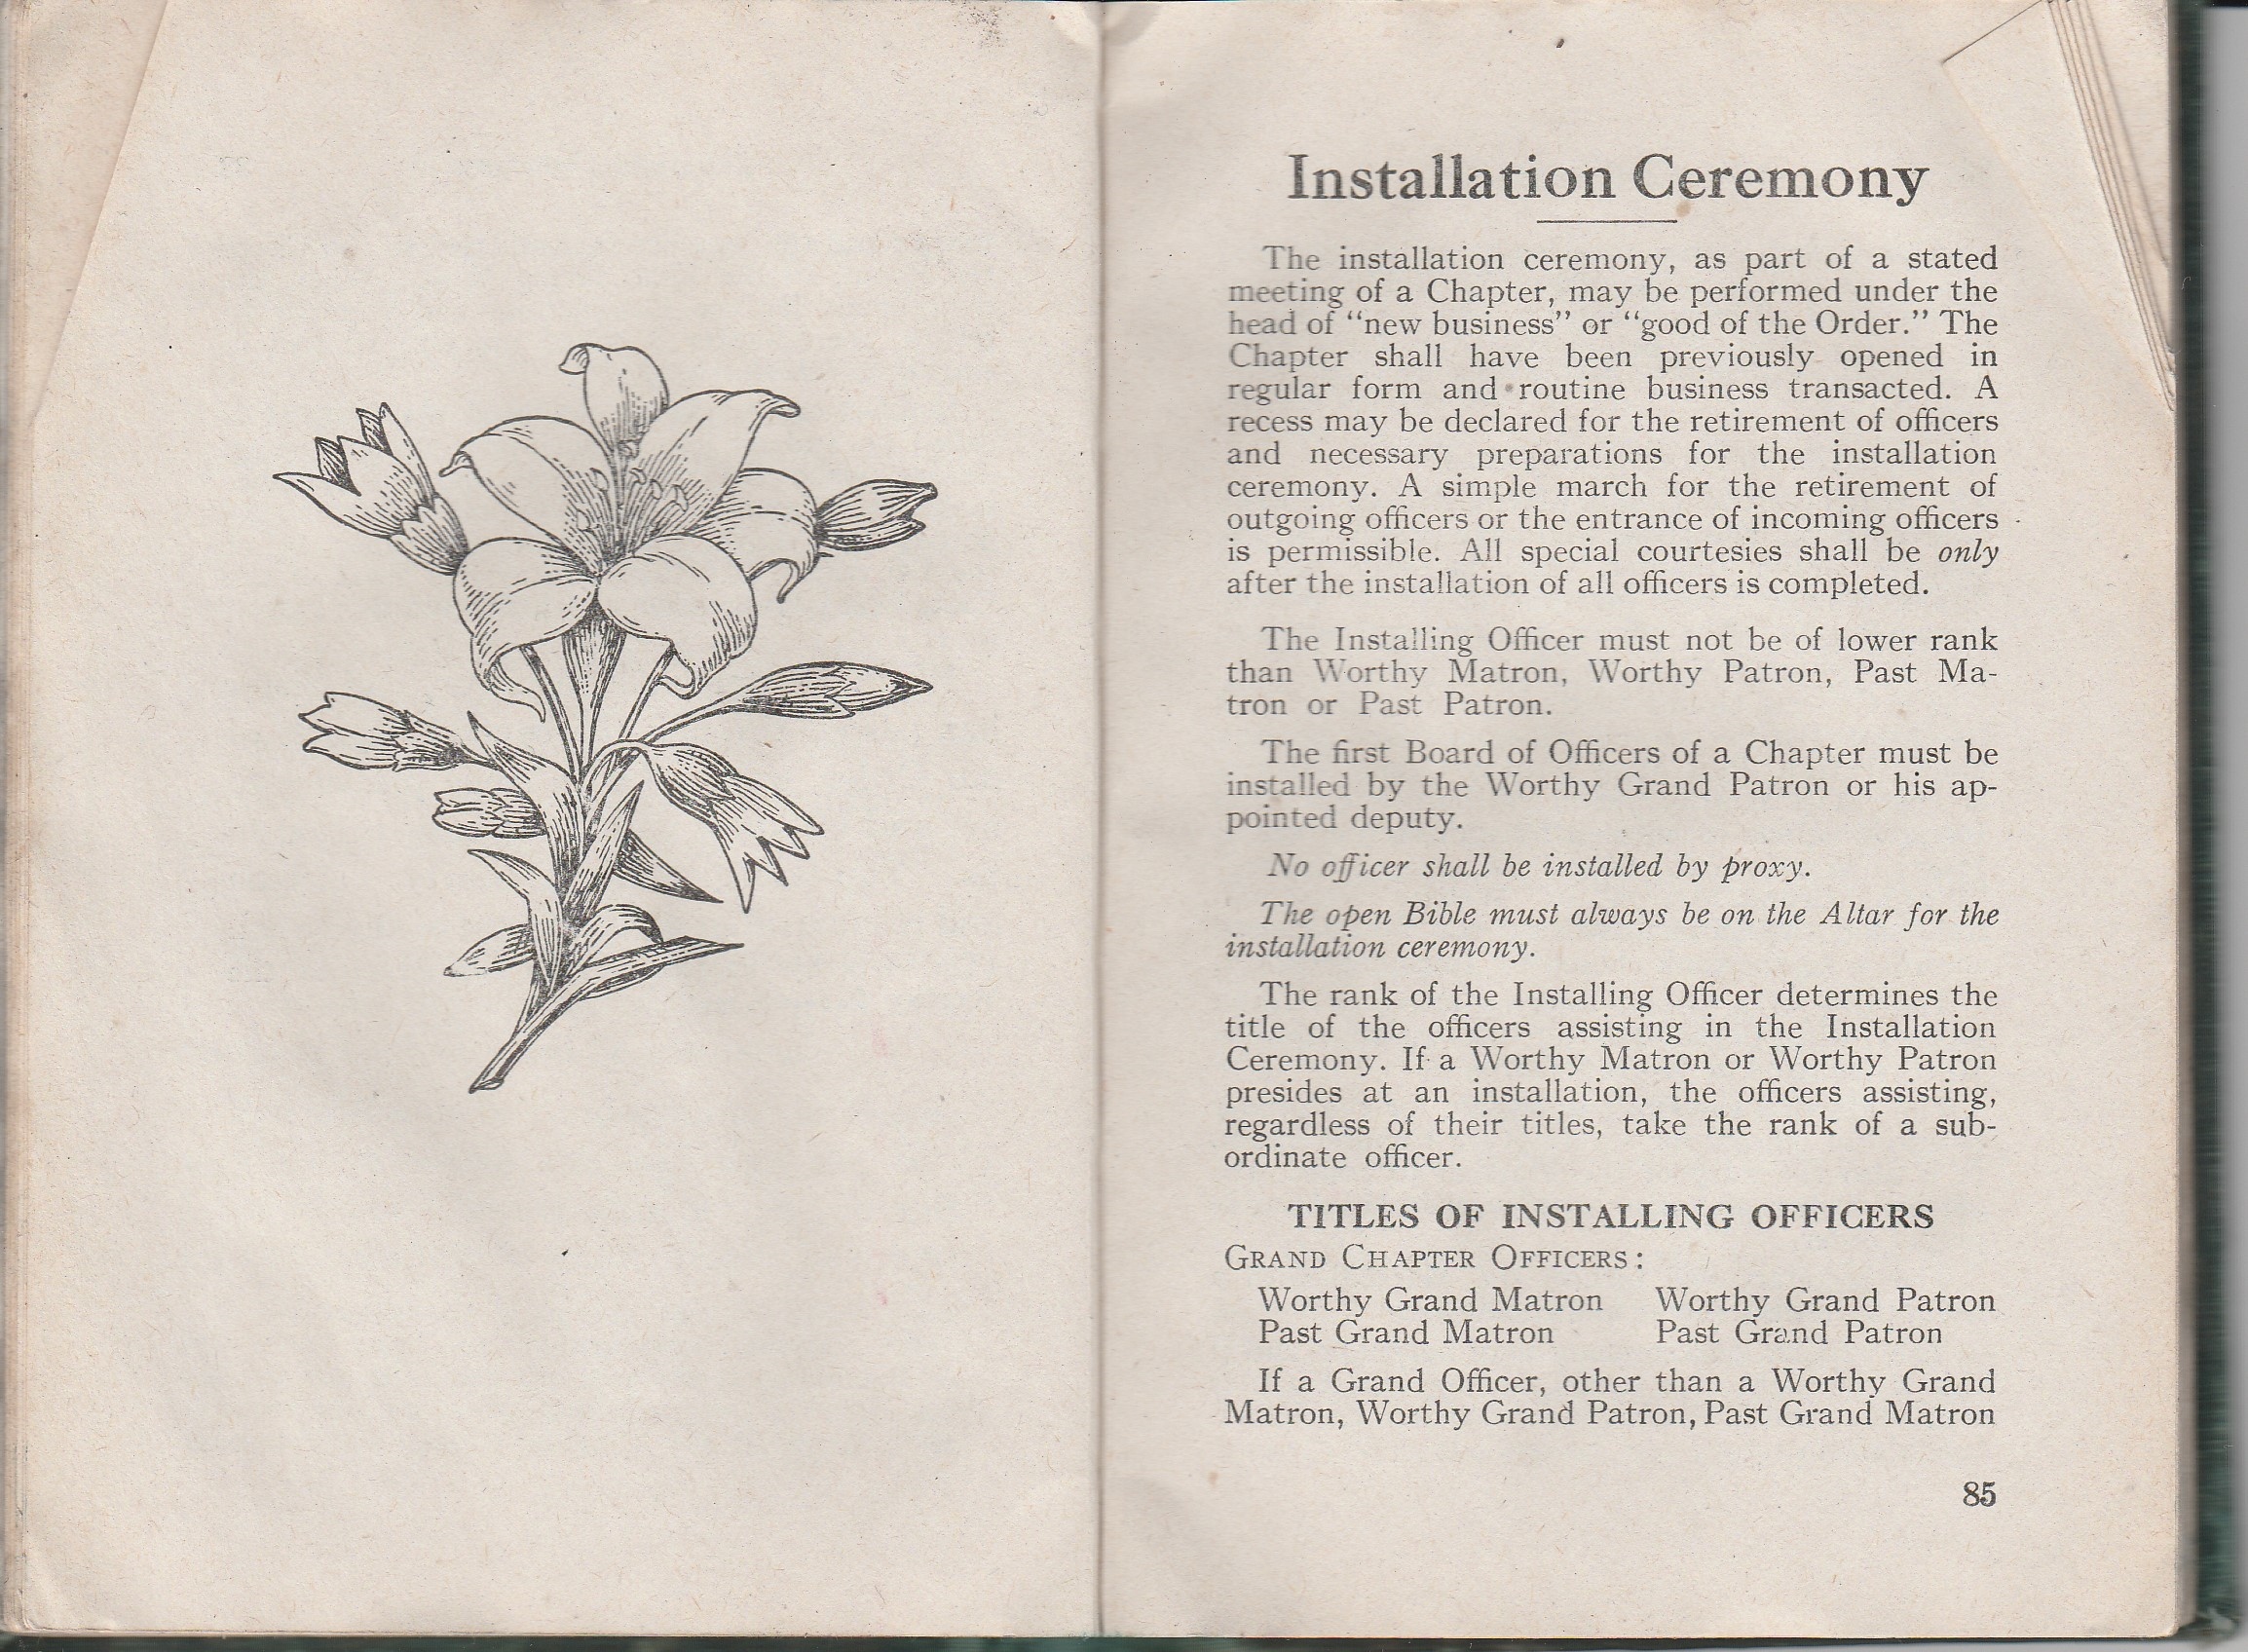 Installation Ceremony
The installation ceremony, as part of a stated
meeting of a Chapter, may be performed under the
head of “new business” or “good of the Order.” The
Chapter shall have been previously opened in
regular form and routine business transacted. A
recess may be declared for the retirement of officers
and necessary preparations for the installation
ceremony. A simple march for the retirement of
outgoing officers or the entrance of incoming officers
is permissible. All special courtesies shall be only
after the installation of all officers is completed.
The Installing Officer must not be of lower rank
than Worthy Matron, Worthy Patron, Past Ma-
tron or Past Patron.
The first Board of Officers of a Chapter must be
installed by the Worthy Grand Patron or his ap-
pointed deputy.
No officer shall be installed by proxy.
The open Bible must always be on the Altar for the
installation ceremony.
The rank of the Installing Officer determines the
title of the officers assisting in the Installation
Ceremony. If a Worthy Matron or Worthy Patron
presides at an installation, the officers assisting,
regardless of their titles, take the rank of a sub-
ordinate officer.
TITLES OF INSTALLING OFFICERS
GRAND CHAPTER OFFICERS:
Worthy Grand Matron Worthy Grand Patron
Past Grand Matron Past Grand Patron
If a Grand Officer, other than a Worthy Grand
Matron, Worthy Grand Patron, Past Grand Matron
85